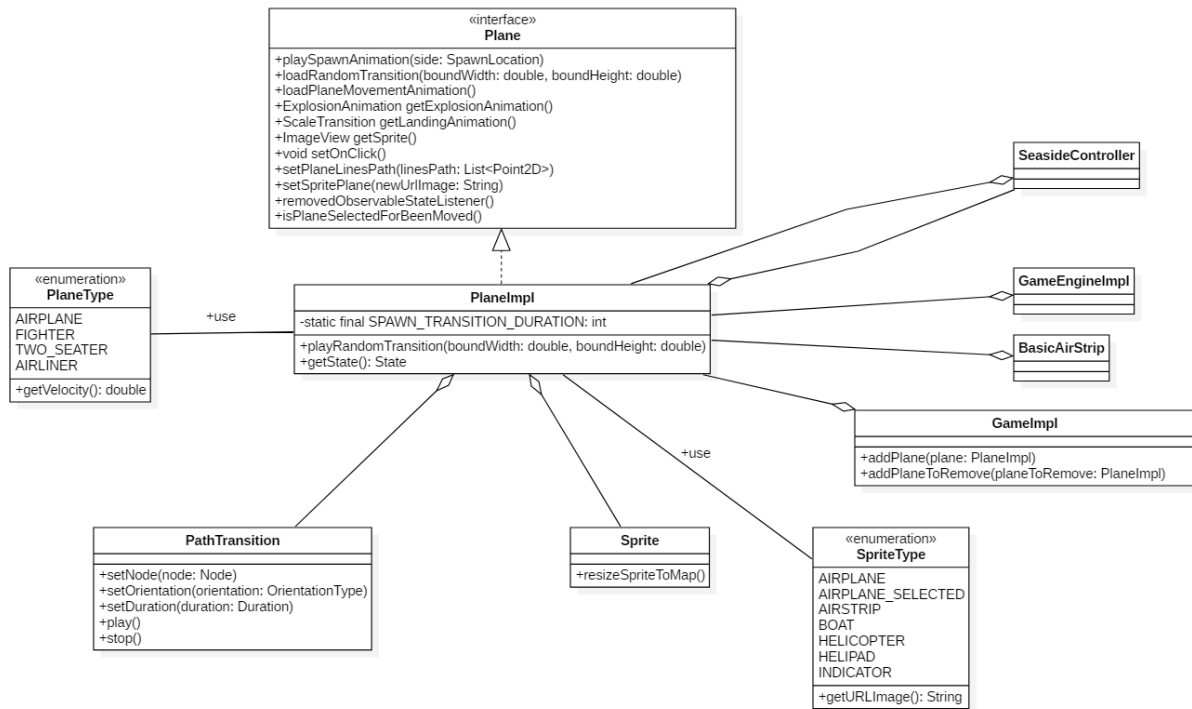 «interface»
Plane
+playSpawnAnimation(side: SpawnLocation)
+loadRandomTransition(boundWidth: double, boundHeight: double)
+loadPlaneMovementAnimation()
+ExplosionAnimation getExplosionAnimation()
+ScaleTransition getLandingAnimation()
+ImageView getSprite()
+void setOnClick()
+setPlaneLinesPath(linesPath: List<Point2D>)
+setSpritePlane(newUrlImage: String)
+removedObservableStateListener()
+isPlaneSelectedForBeenMoved()
SeasideController
«enumeration»
PlaneType
AIRPLANE
FIGHTER
TWO_SEATER
AIRLINER
+getVelocity(): double
+use
PlaneImpl
-static final SPAWN_TRANSITION_DURATION: int
+playRandomTransition(boundWidth: double, boundHeight: double)
+getState(): State
GameEngineImpl
BasicAirStrip
GameImpl
+addPlane(plane: PlaneImpl)
+addPlaneToRemove(planeToRemove: PlaneImpl)
+use
PathTransition
+setNode(node: Node)
+setOrientation(orientation: OrientationType)
+setDuration(duration: Duration)
+play()
+stop()
Sprite
+resizeSpriteToMap()
«enumeration»
SpriteType
AIRPLANE
AIRPLANE_SELECTED
AIRSTRIP
BOAT
HELICOPTER
HELIPAD
INDICATOR
+getURLImage(): String